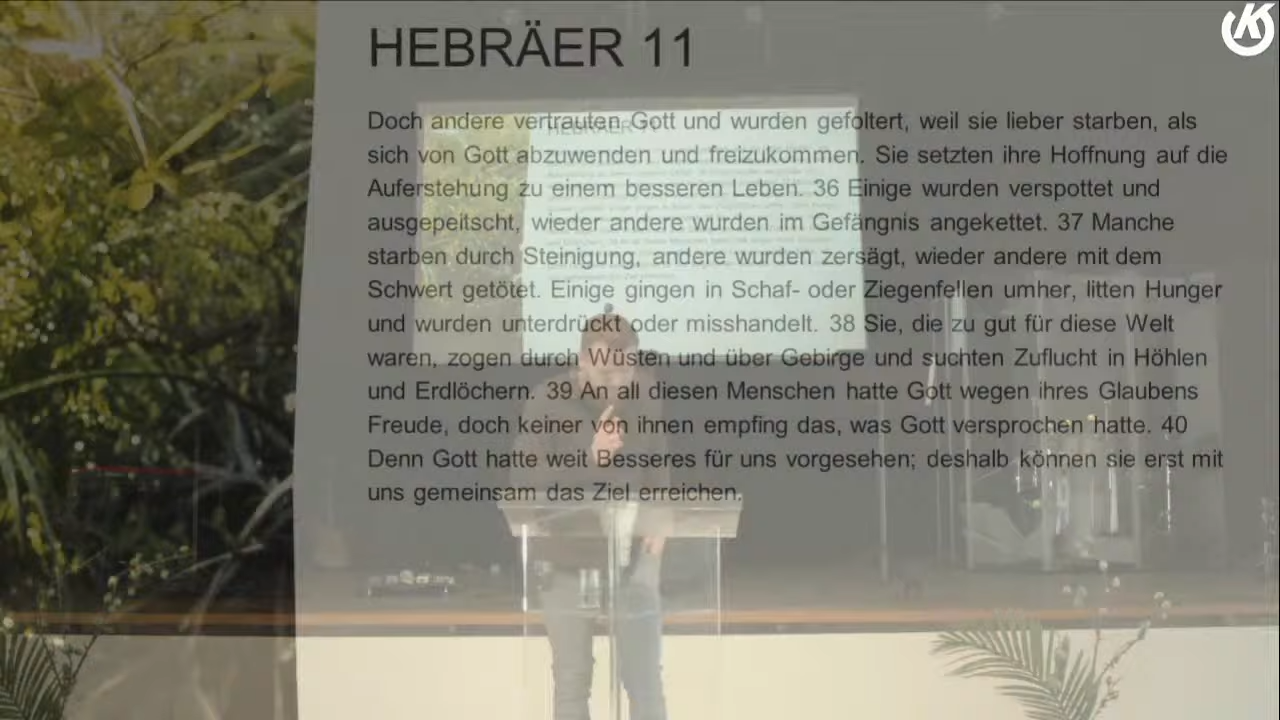 HEBRÄER 11
Doch andere vertrauten Gott und wurden gefoltert, weil sie lieber starben, als
sich von Gott abzuwenden und freizukommen. Sie setzten ihre Hoffnung auf die
Auferstehung zu einem besseren Leben. 36 Einige wurden verspottet und
ausgepeitscht, wieder andere wurden im Gefängnis angekettet. 37 Manche
starben durch Steinigung, andere wurden zersägt, wieder andere mit dem
Schwert getötet. Einige gingen in Schaf- oder Ziegenfellen umher, litten Hunger
und wurden unterdrückt oder misshandelt. 38 Sie, die zu gut für diese Welt
waren, zogen durch Wüsten und über Gebirge und suchten Zuflucht in Höhlen
und Erdlöchern. 39 An all diesen Menschen hatte Gott wegen ihres Glaubens
Freude, doch keiner von ihnen empfing das, was Gott versprochen hatte. 40
Denn Gott hatte weit Besseres für uns vorgesehen; deshalb können sie erst mit
uns gemeinsam das Ziel erreichen.